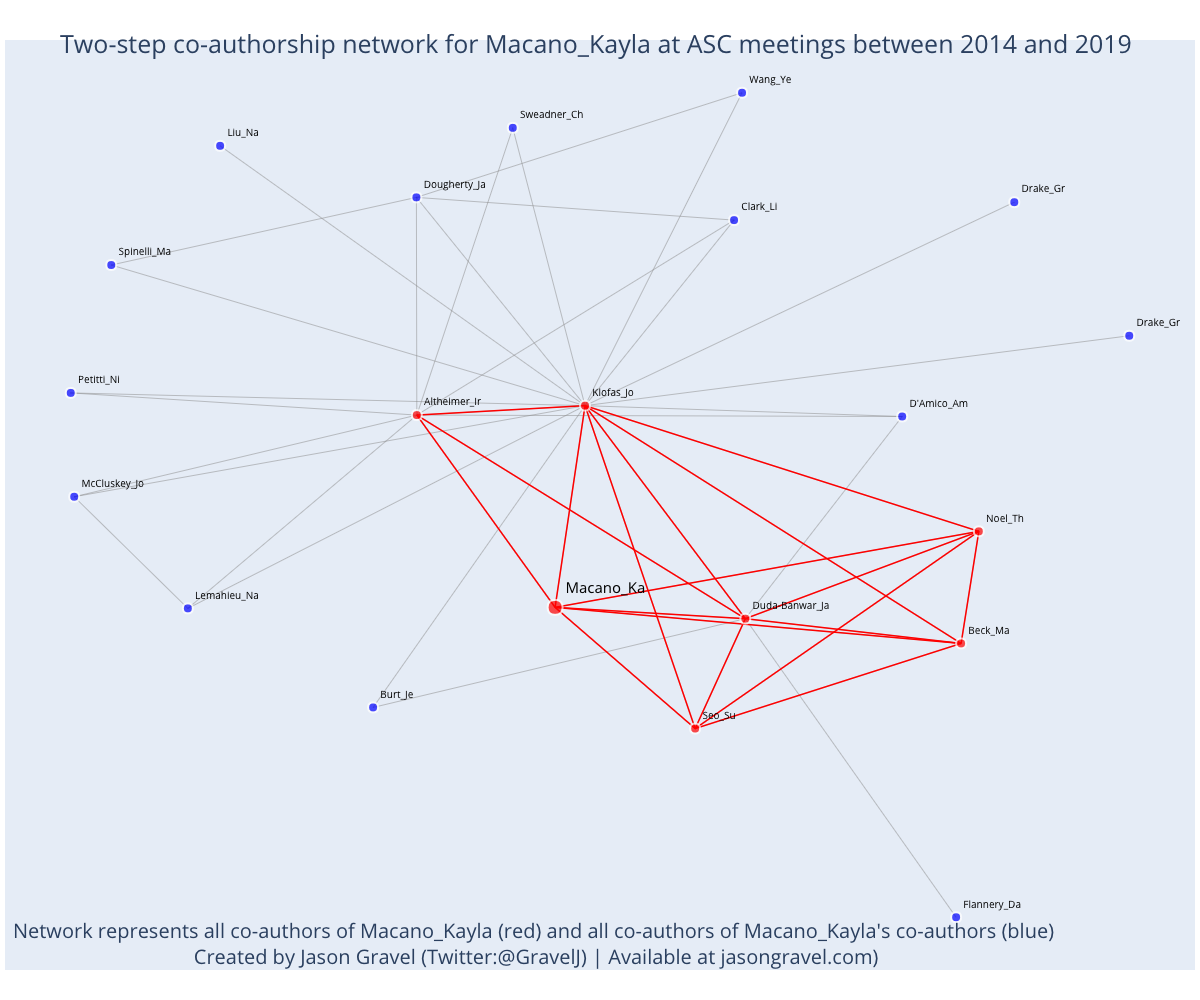 Two-step co-authorship network for Macano_Kayla at ASC meetings between 2014 and 2019
Wang_Ye
Sweadner_Ch
Liu_Na
Dougherty_Ja
Drake_Gr
Clark_Li
Spinelli_Ma
Drake_Gr
Petitti_Ni
Klofas_Jo
Altheimer_Ir
D'Amico_Am
McCluskey_Jo
Noel_Th
Macano_Ka
Lemahieu_Na
Duda-Banwar_Ja
Beck_Ma
Burt_Je
Seo_Su
Flannery_Da
Network represents all co-authors of Macano_Kayla (red) and all co-authors of Macano_Kayla's co-authors (blue)
Created by Jason Gravel (Twitter:@GravelJ) | Available at jasongravel.com)